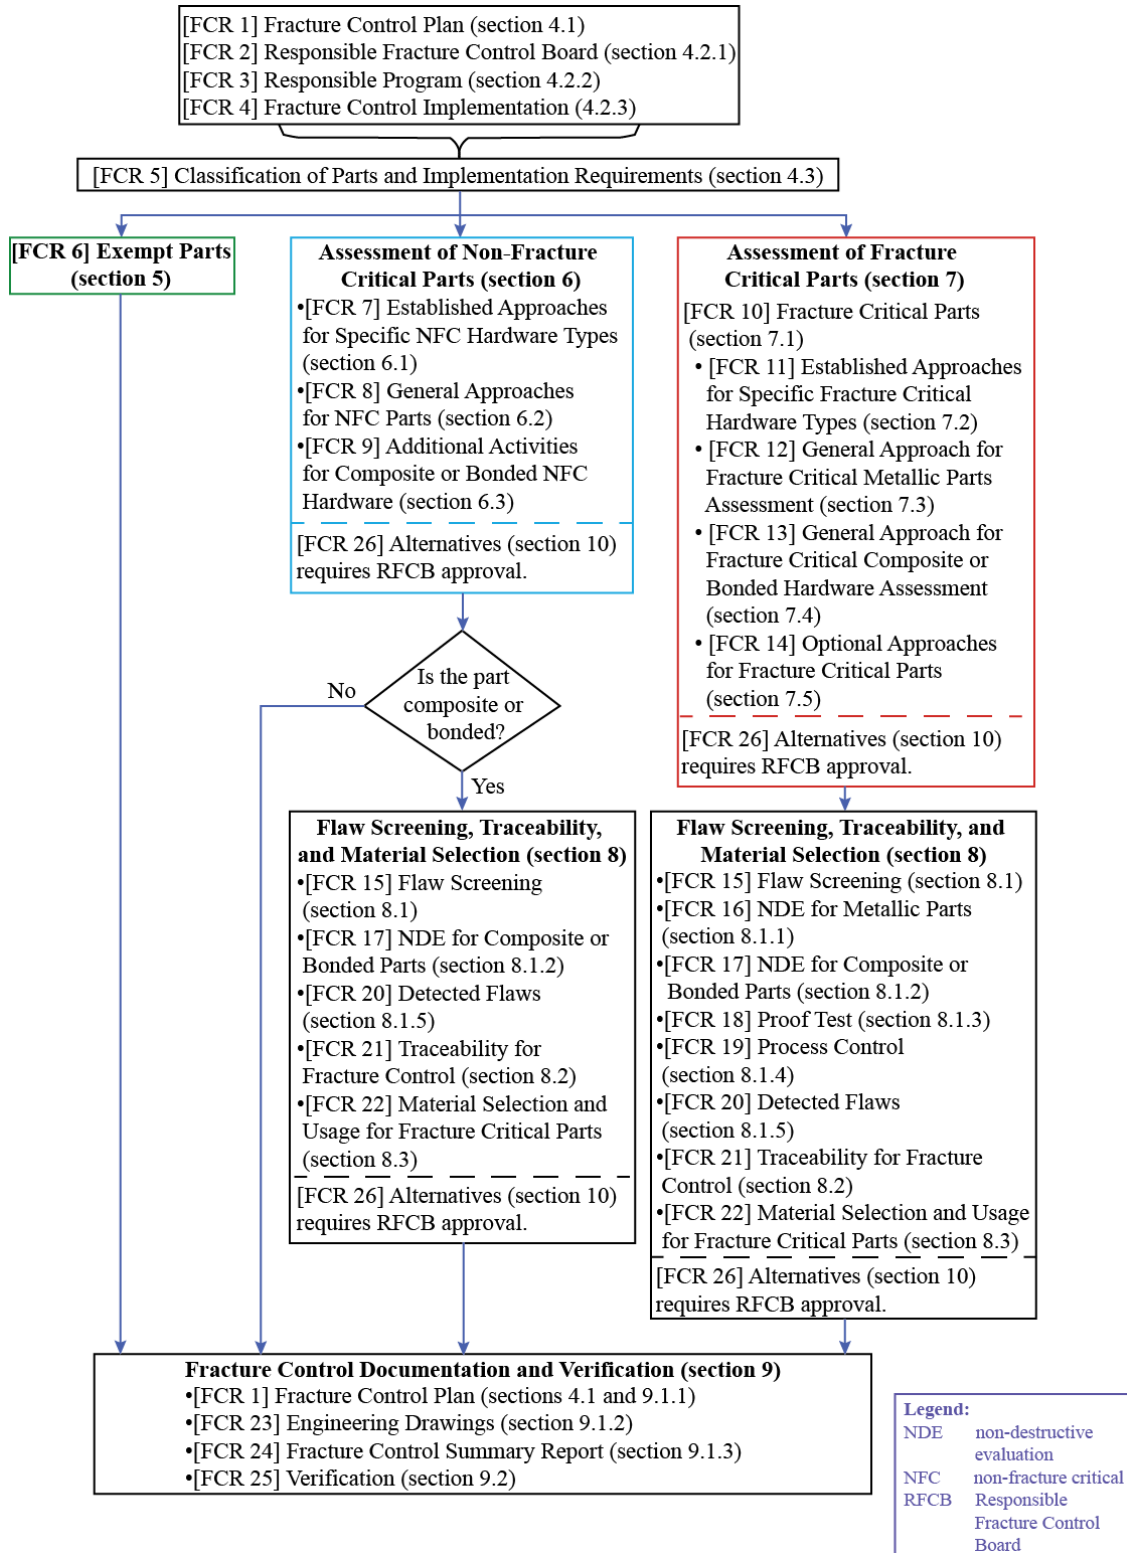 [FCR 1] Fracture Control Plan (section 4.1)
[FCR 2] Responsible Fracture Control Board (section 4.2.1)
[FCR 3] Responsible Program (section 4.2.2)
[FCR 4] Fracture Control Implementation (4.2.3)
[FCR 5] Classification of Parts and Implementation Requirements (section 4.3)
[FCR 6] Exempt Parts
(section 5)
Assessment of Non-Fracture
Critical Parts (section 6)
•[FCR 7] Established Approaches
for Specific NFC Hardware Types
(section 6.1)
•[FCR 8] General Approaches
for NFC Parts (section 6.2)
•[FCR 9] Additional Activities
for Composite or Bonded NFC
Hardware (section 6.3)
[FCR 26] Alternatives (section 10)
requires RFCB approval.
Assessment of Fracture
Critical Parts (section 7)
[FCR 10] Fracture Critical Parts
(section 7.1)
• [FCR 11] Established Approaches
for Specific Fracture Critical
Hardware Types (section 7.2)
• [FCR 12] General Approach for
Fracture Critical Metallic Parts
Assessment (section 7.3)
• [FCR 13] General Approach for
Fracture Critical Composite or
Bonded Hardware Assessment
(section 7.4)
• [FCR 14] Optional Approaches
for Fracture Critical Parts
(section 7.5)
[FCR 26] Alternatives (section 10)
requires RFCB approval.
Is the part
composite or
bonded?
No
Yes
Flaw Screening, Traceability,
and Material Selection (section 8)
•[FCR 15] Flaw Screening
(section 8.1)
•[FCR 17] NDE for Composite or
Bonded Parts (section 8.1.2)
•[FCR 20] Detected Flaws
(section 8.1.5)
•[FCR 21] Traceability for
Fracture Control (section 8.2)
•[FCR 22] Material Selection and
Usage for Fracture Critical Parts
(section 8.3)
[FCR 26] Alternatives (section 10)
requires RFCB approval.
Flaw Screening, Traceability, and
Material Selection (section 8)
•[FCR 15] Flaw Screening (section 8.1)
•[FCR 16] NDE for Metallic Parts
(section 8.1.1)
•[FCR 17] NDE for Composite or
Bonded Parts (section 8.1.2)
•[FCR 18] Proof Test (section 8.1.3)
•[FCR 19] Process Control
(section 8.1.4)
•[FCR 20] Detected Flaws
(section 8.1.5)
•[FCR 21] Traceability for Fracture
Control (section 8.2)
•[FCR 22] Material Selection and Usage
for Fracture Critical Parts (section 8.3)
[FCR 26] Alternatives (section 10)
requires RFCB approval.
Fracture Control Documentation and Verification (section 9)
•[FCR 1] Fracture Control Plan (sections 4.1 and 9.1.1)
•[FCR 23] Engineering Drawings (section 9.1.2)
•[FCR 24] Fracture Control Summary Report (section 9.1.3)
•[FCR 25] Verification (section 9.2)
Legend:
NDE non-destructive
evaluation
NFC non-fracture critical
RFCB Responsible
Fracture Control
Board